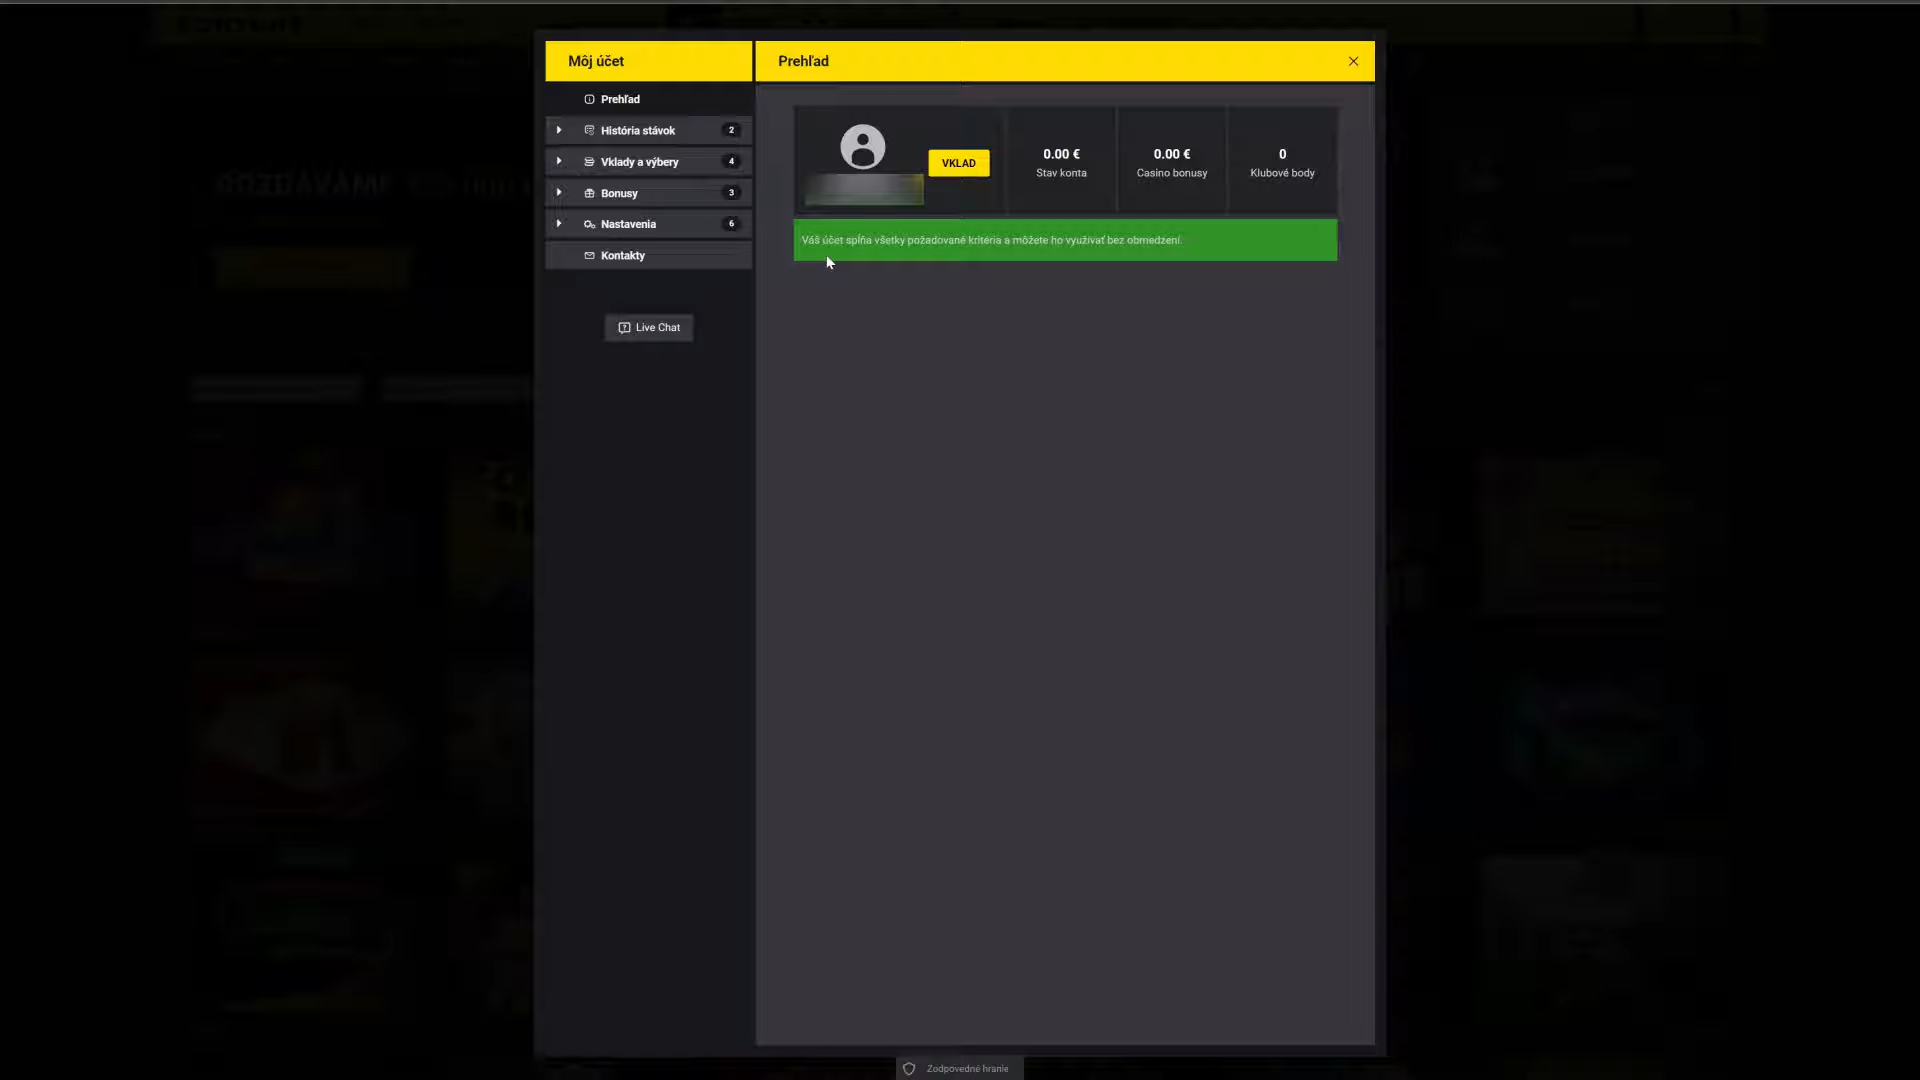 Môj účet
Prehľad
História stávok 2
Vklady a výbery 4
Bonusy 3
Nastavenia 6
Kontakty
Live Chat
Prehľad
VKLAD
0.00 €
Stav konta
0.00 €
Casino bonusy
0
Klubové body
Váš účet spĺňa všetky požadované kritéria a môžete ho využívať bez obmedzení.
Zodpovedné hranie